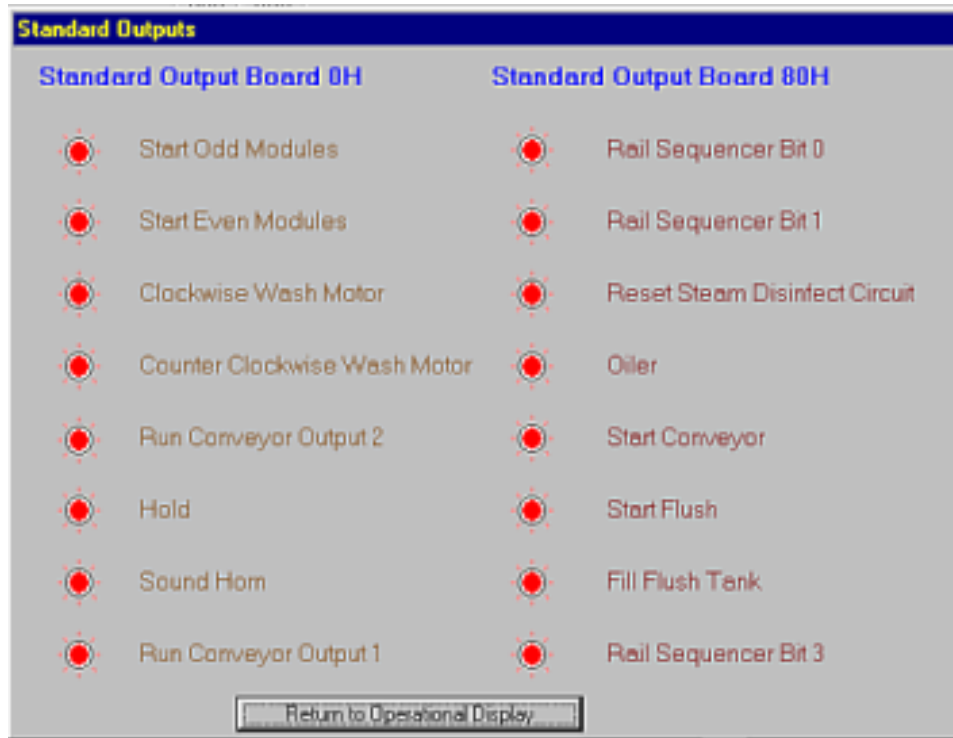 Standard Outputs
Standard Output Board 0H
Start Odd Modules
Start Even Modules
Clockwise Wash Motor
Counter Clockwise Wash Motor
Run Conveyor Output 2
Hold
Sound Horn
Run Conveyor Output 1
Standard Output Board 80H
Rail Sequencer Bit 0
Rail Sequencer Bit 1
Reset Steam Disinfect Circuit
Oiler
Start Conveyor
Start Flush
Fill Flush Tank
Rail Sequencer Bit 3
Return to Operational Display